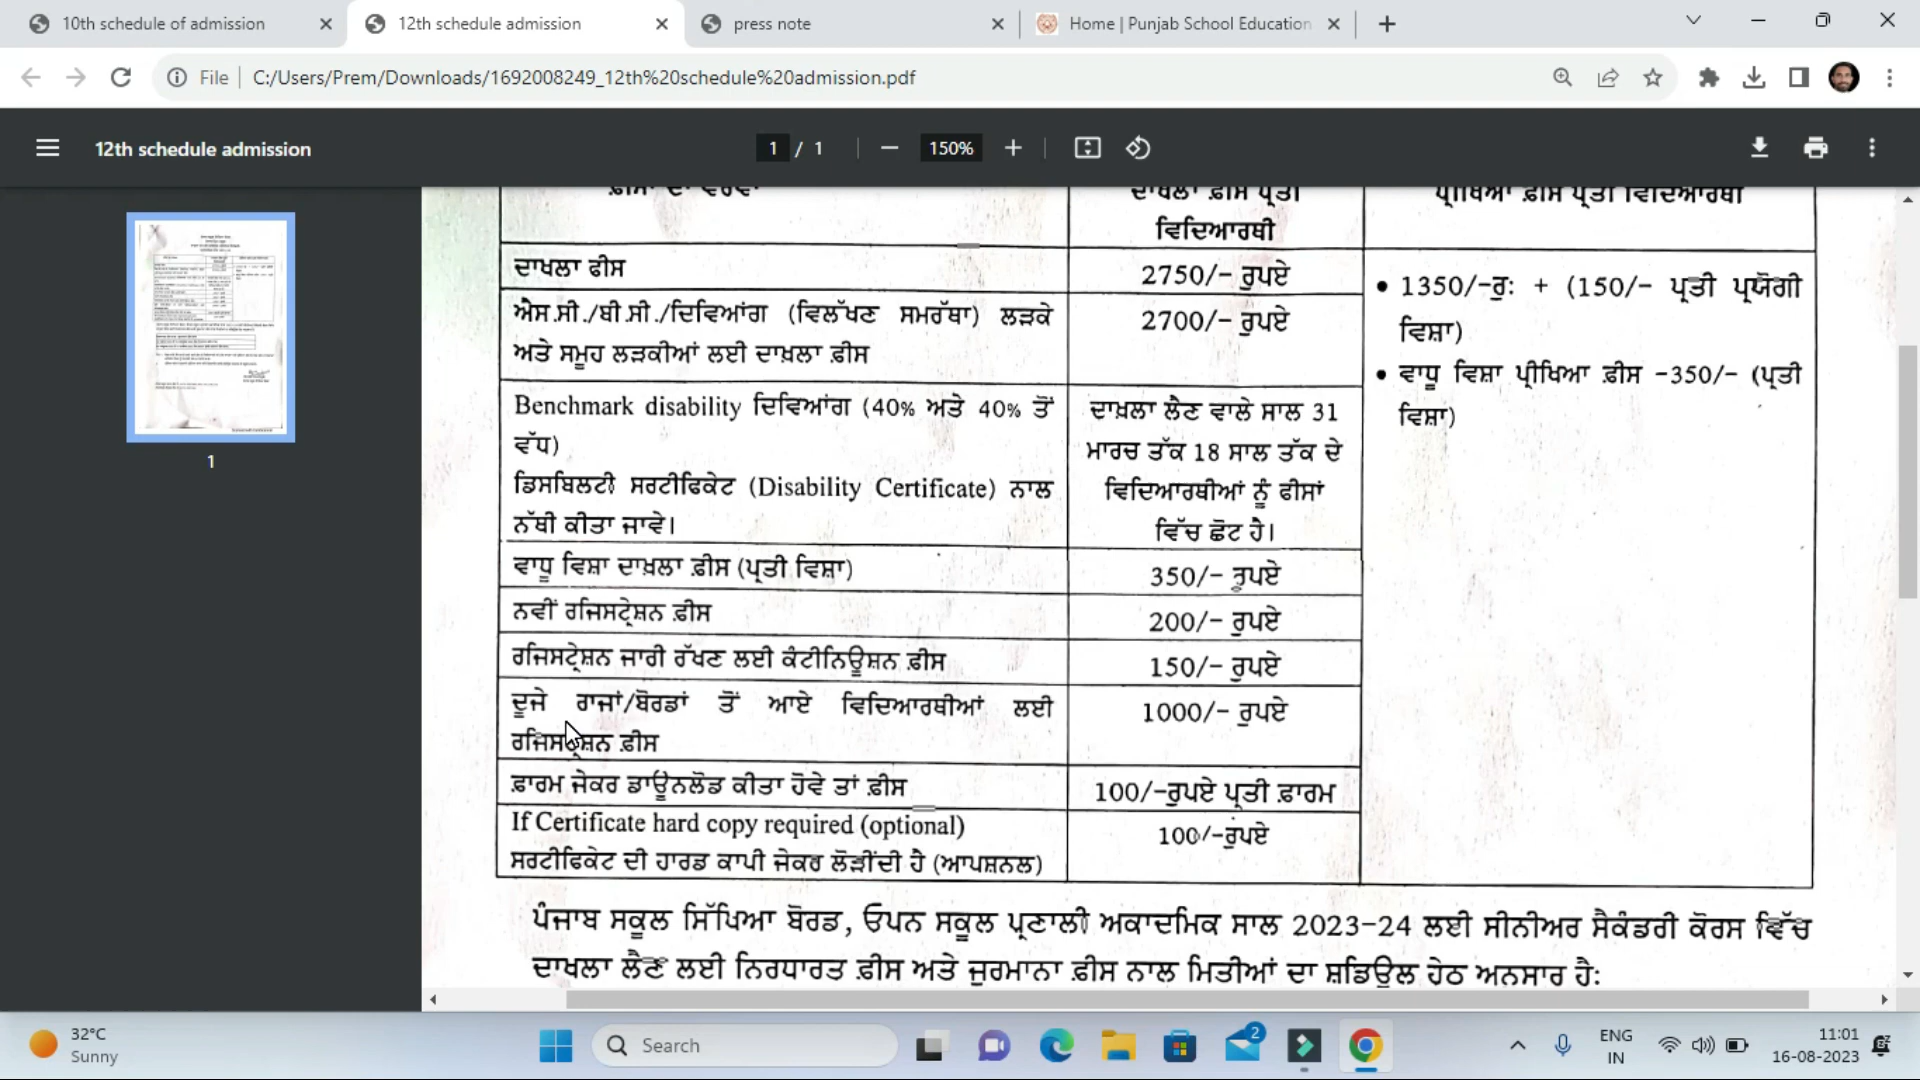 10th schedule of admission
12th schedule admission
press note
Home | Punjab School Education
File
C:/Users/Prem/Downloads/1692008249_12th%20schedule%20admission.pdf
12th schedule admission
1 / 1
150%
1
ਦਾਖਲਾ ਫ਼ੀਸ ਪ੍ਰਤੀ
ਵਿਦਿਆਰਥੀ
ਪ੍ਰੀਖਿਆ ਫ਼ੀਸ ਪ੍ਰਤੀ ਵਿਦਿਆਰਥੀ
ਦਾਖਲਾ ਫੀਸ
2750/- ਰੁਪਏ
ਐਸ.ਸੀ./ਬੀ.ਸੀ./ਦਿਵਿਆਂਗ (ਵਿਲੱਖਣ ਸਮਰੱਥਾ) ਲੜਕੇ
ਅਤੇ ਸਮੂਹ ਲੜਕੀਆਂ ਲਈ ਦਾਖ਼ਲਾ ਫ਼ੀਸ
2700/- ਰੁਪਏ
Benchmark disability ਦਿਵਿਆਂਗ (40% ਅਤੇ 40% ਤੋਂ
ਵੱਧ)
ਡਿਸਬਿਲਟੀ ਸਰਟੀਫਿਕੇਟ (Disability Certificate) ਨਾਲ
ਨੱਥੀ ਕੀਤਾ ਜਾਵੇ।
ਦਾਖ਼ਲਾ ਲੈਣ ਵਾਲੇ ਸਾਲ 31
ਮਾਰਚ ਤੱਕ 18 ਸਾਲ ਤੱਕ ਦੇ
ਵਿਦਿਆਰਥੀਆਂ ਨੂੰ ਫੀਸਾਂ
ਵਿੱਚ ਛੋਟ ਹੈ।
ਵਾਧੂ ਵਿਸ਼ਾ ਦਾਖ਼ਲਾ ਫ਼ੀਸ (ਪ੍ਰਤੀ ਵਿਸ਼ਾ)
350/- ਰੁਪਏ
ਨਵੀਂ ਰਜਿਸਟ੍ਰੇਸ਼ਨ ਫ਼ੀਸ
200/- ਰੁਪਏ
ਰਜਿਸਟ੍ਰੇਸ਼ਨ ਜਾਰੀ ਰੱਖਣ ਲਈ ਕੰਟੀਨਿਊਸ਼ਨ ਫ਼ੀਸ
150/- ਰੁਪਏ
ਦੂਜੇ ਰਾਜਾਂ/ਬੋਰਡਾਂ ਤੋਂ ਆਏ ਵਿਦਿਆਰਥੀਆਂ ਲਈ
ਰਜਿਸਟ੍ਰੇਸ਼ਨ ਫ਼ੀਸ
1000/- ਰੁਪਏ
ਫ਼ਾਰਮ ਜੇਕਰ ਡਾਊਨਲੋਡ ਕੀਤਾ ਹੋਵੇ ਤਾਂ ਫ਼ੀਸ
100/-ਰੁਪਏ ਪ੍ਰਤੀ ਫ਼ਾਰਮ
If Certificate hard copy required (optional)
ਸਰਟੀਫਿਕੇਟ ਦੀ ਹਾਰਡ ਕਾਪੀ ਜੇਕਰ ਲੋੜੀਂਦੀ ਹੈ (ਆਪਸ਼ਨਲ)
100/-ਰੁਪਏ
• 1350/-ਰੁ: + (150/- ਪ੍ਰਤੀ ਪ੍ਰਯੋਗੀ
ਵਿਸ਼ਾ)
• ਵਾਧੂ ਵਿਸ਼ਾ ਪ੍ਰੀਖਿਆ ਫ਼ੀਸ -350/- (ਪ੍ਰਤੀ
ਵਿਸ਼ਾ)
ਪੰਜਾਬ ਸਕੂਲ ਸਿੱਖਿਆ ਬੋਰਡ, ਓਪਨ ਸਕੂਲ ਪ੍ਰਣਾਲੀ ਅਕਾਦਮਿਕ ਸਾਲ 2023-24 ਲਈ ਸੀਨੀਅਰ ਸੈਕੰਡਰੀ ਕੋਰਸ ਵਿੱਚ
ਦਾਖਲਾ ਲੈਣ ਲਈ ਨਿਰਧਾਰਤ ਫ਼ੀਸ ਅਤੇ ਜੁਰਮਾਨਾ ਫ਼ੀਸ ਨਾਲ ਮਿਤੀਆਂ ਦਾ ਸ਼ਡਿਊਲ ਹੇਠ ਅਨਸਾਰ ਹੈ:
32°C
Sunny
Search
2
ENG
IN
11:01
16-08-2023